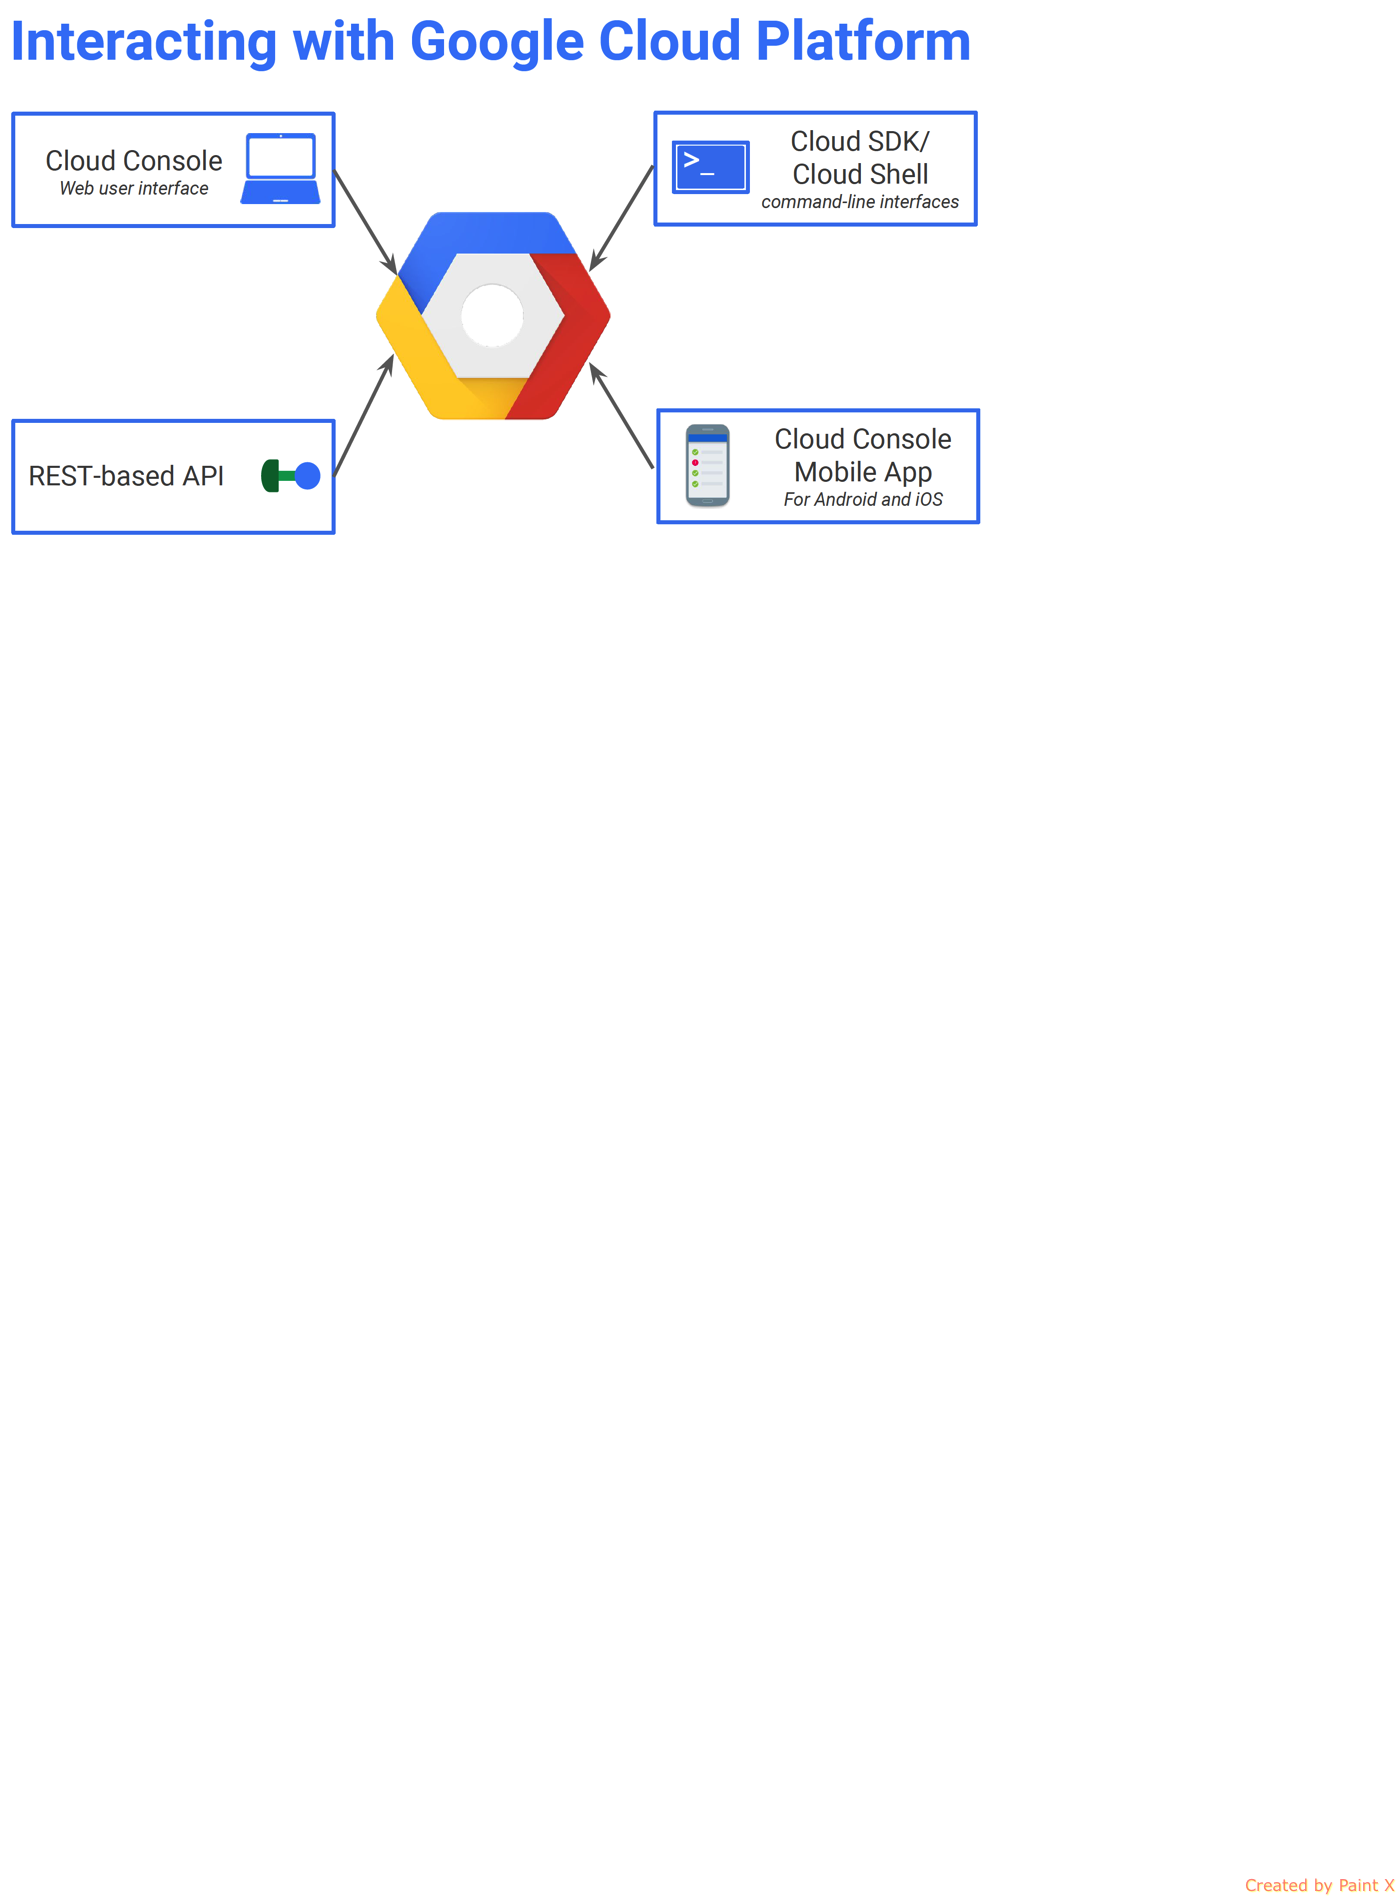 Interacting with Google Cloud Platform
Cloud Console
Web user interface
>_
Cloud SDK/
Cloud Shell
command-line interfaces
REST-based API
Cloud Console
Mobile App
For Android and iOS
Created by Paint X